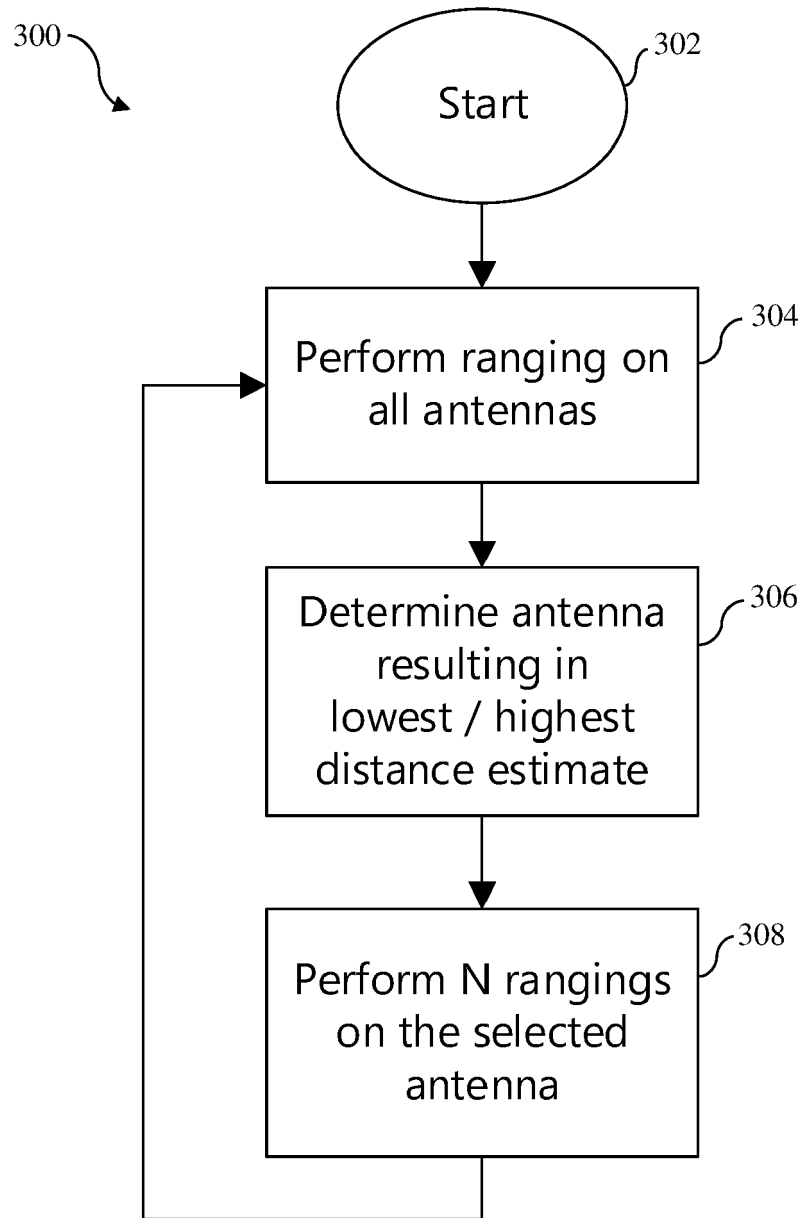 300
302
Start
304
Perform ranging on
all antennas
306
Determine antenna
resulting in
lowest / highest
distance estimate
308
Perform N rangings
on the selected
antenna